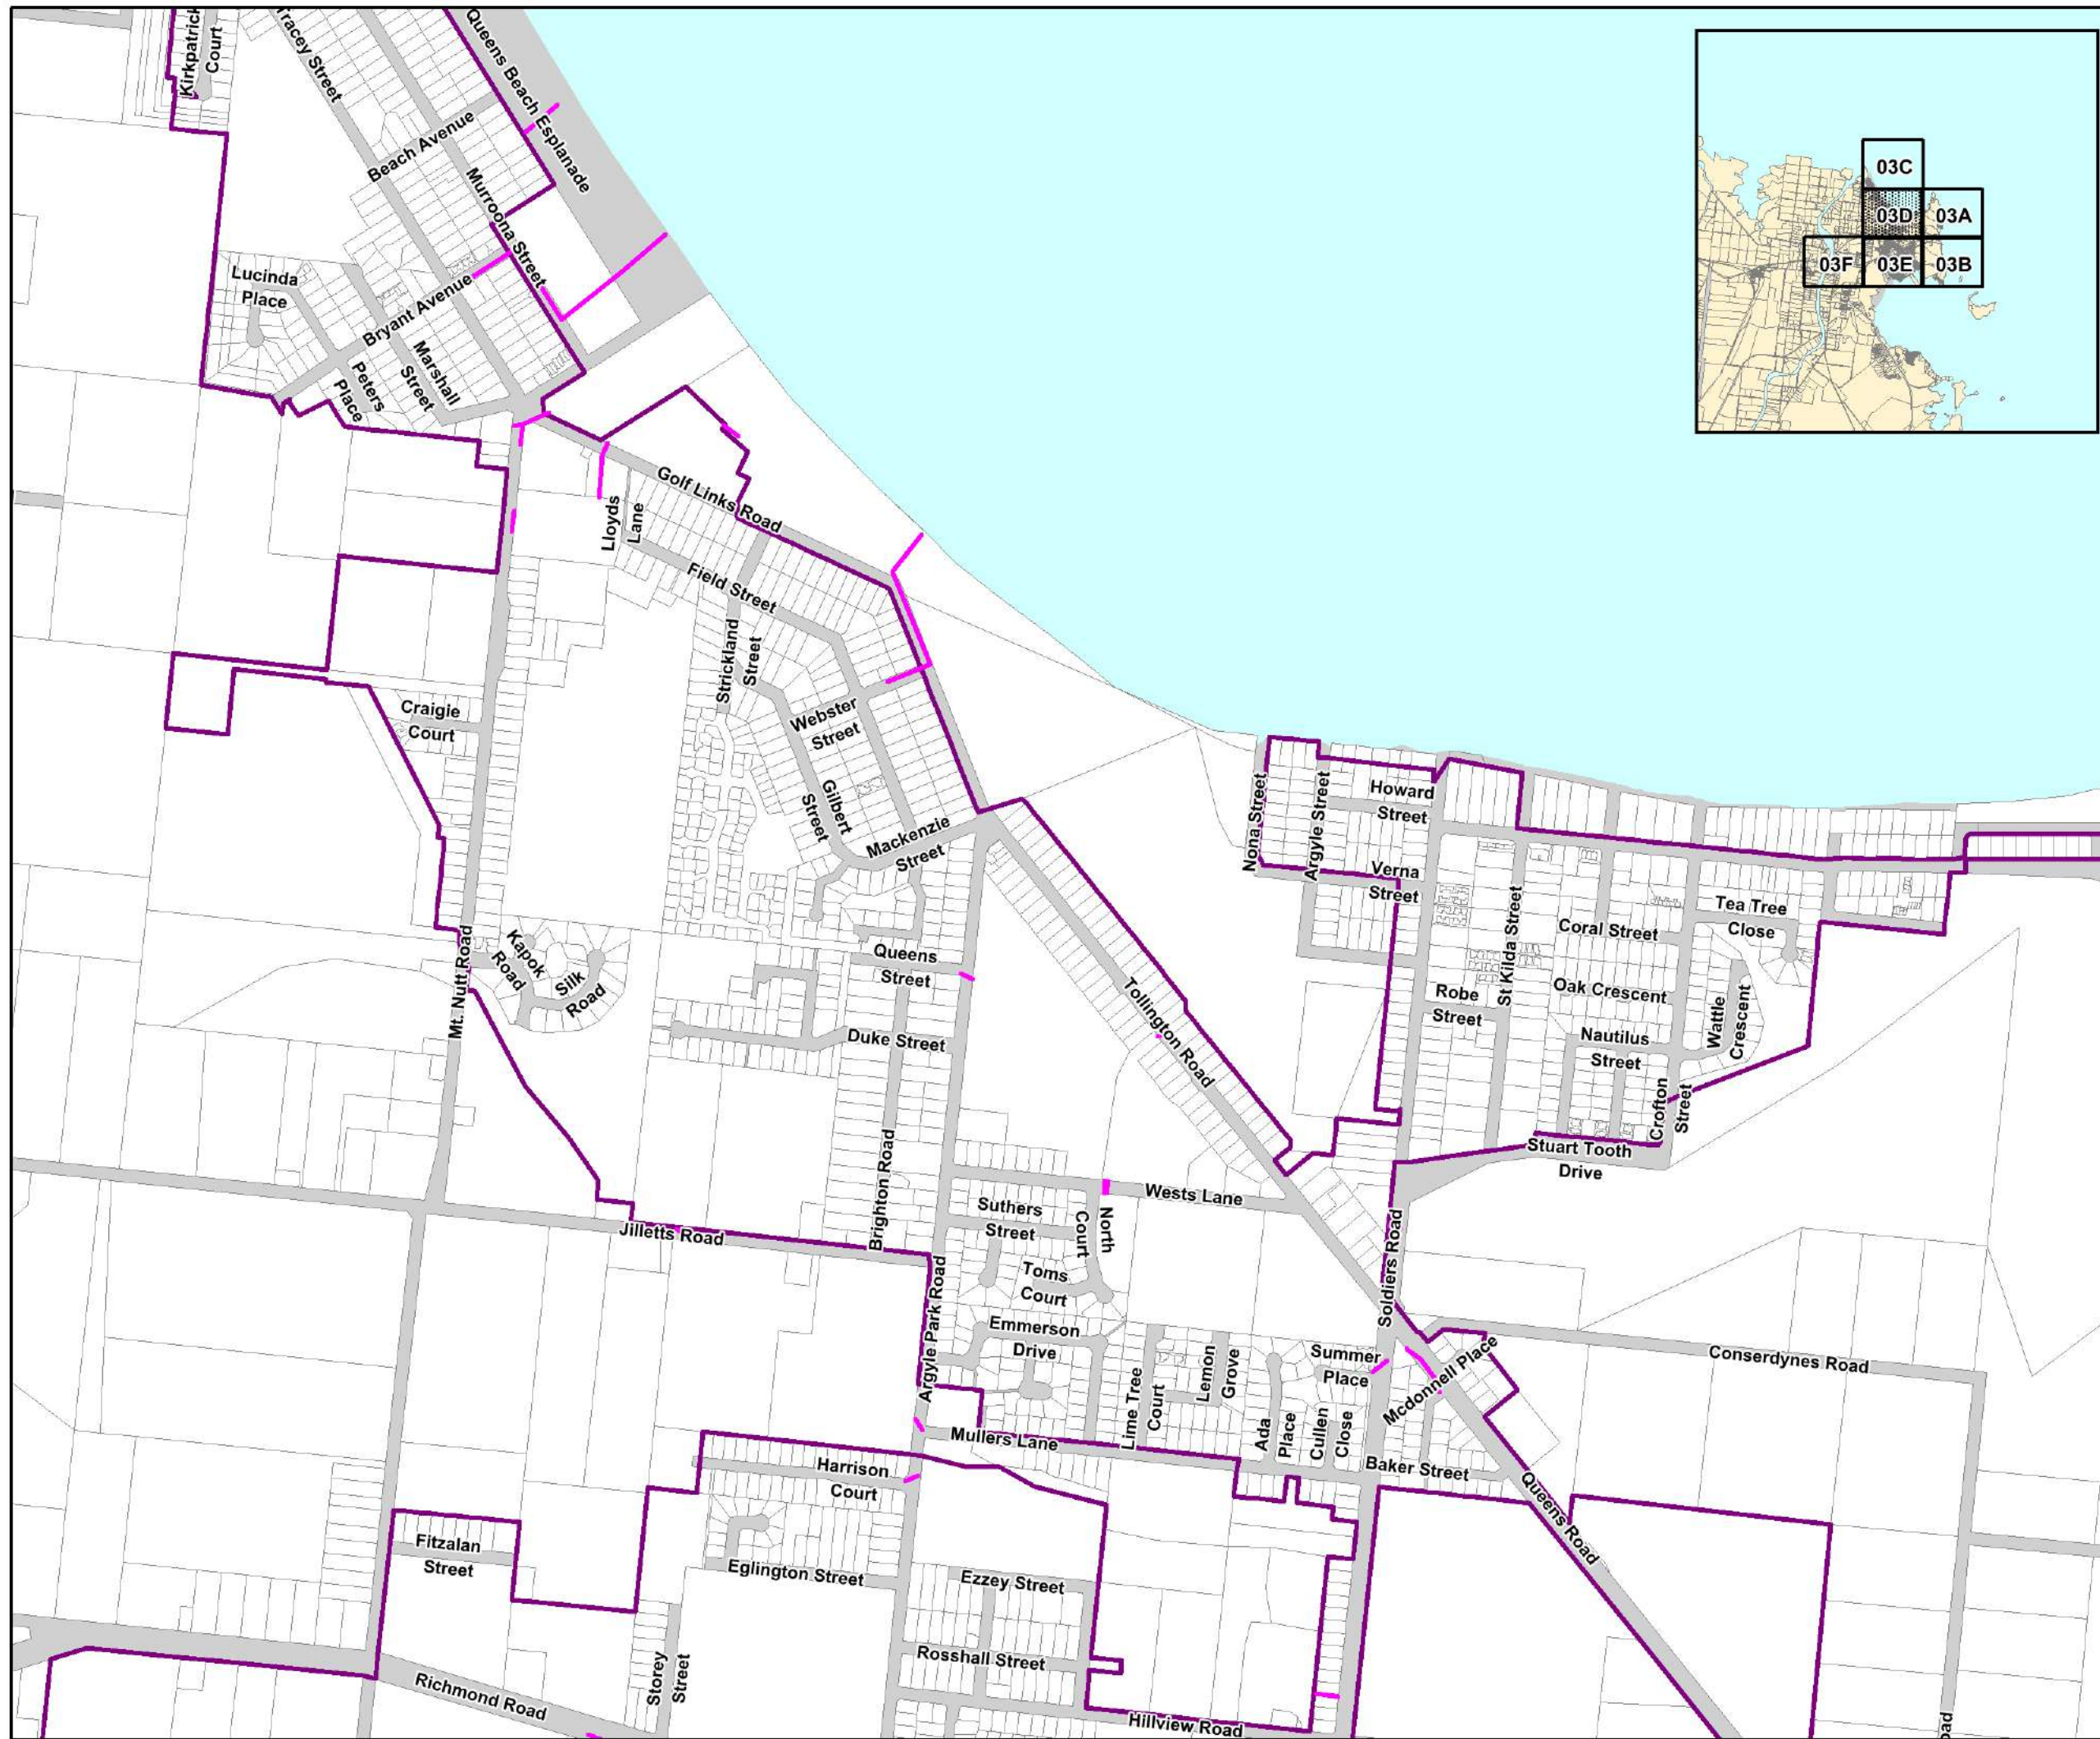 Kirkpatrick
Court
Tracey Street
Queens Beach Esplanade
Beach Avenue
Murroona Street
Lucinda
Place
Bryant Avenue
Marshall
Street
Peters
Place
03C
03D
03A
03F
03E
03B
Golf Links Road
Lloyds
Lane
Field Street
Strickland
Street
Craigie
Court
Webster
Street
Gilbert
Street
Mackenzie
Street
Nona Street
Argyle Street
Howard
Street
Verna
Street
St Kilda Street
Coral Street
Tea Tree
Close
Oak Crescent
Wattle
Crescent
Robe
Street
Nautilus
Street
Crofton
Street
Stuart Tooth
Drive
Mt. Nutt Road
Kapok
Road
Silk
Road
Queens
Street
Duke Street
Tollington Road
Brighton Road
Wests Lane
Suthers
Street
North
Court
Toms
Court
Jilletts Road
Argyle Park Road
Emmerson
Drive
Soldiers Road
Lime Tree
Court
Lemon
Grove
Summer
Place
Mcdonnell Place
Conserdynes Road
Ada
Place
Cullen
Close
Mullers Lane
Baker Street
Harrison
Court
Queens Road
Fitzalan
Street
Eglington Street
Ezzey Street
Rosshall Street
Storey
Street
Richmond Road
Hillview Road
oad